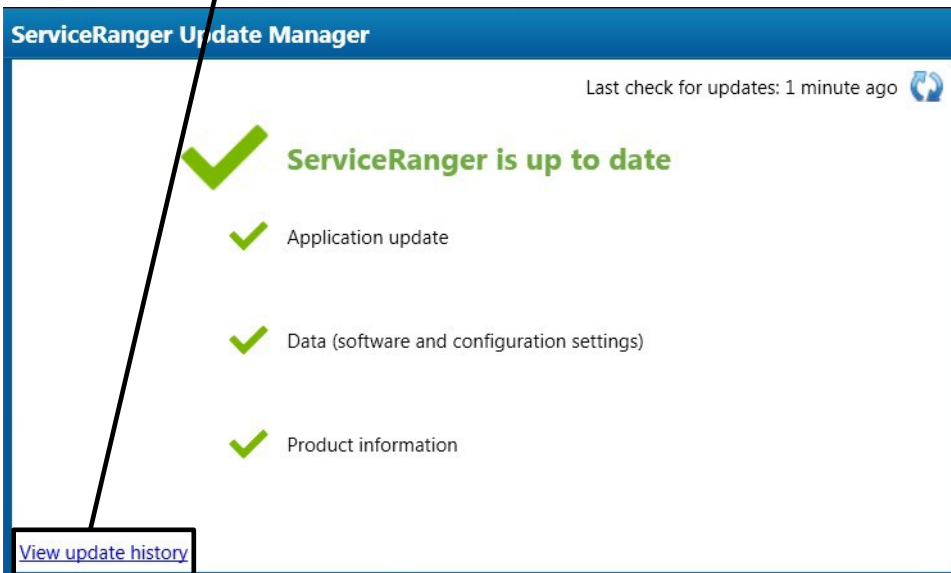 ServiceRanger Update Manager
Last check for updates: 1 minute ago
ServiceRanger is up to date
Application update
Data (software and configuration settings)
Product information
View update history